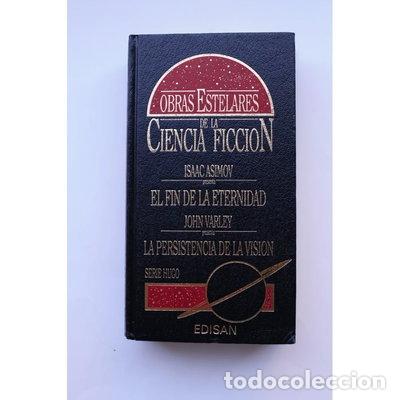 OBRAS ESTELARES
DE LA
CIENCIA FICCION
ISAAC ASIMOV
presenta
EL FIN DE LA ETERNIDAD
JOHN VARLEY
presenta
LA PERSISTENCIA DE LA VISION
SERIE HUGO
EDISAN
todocoleccion